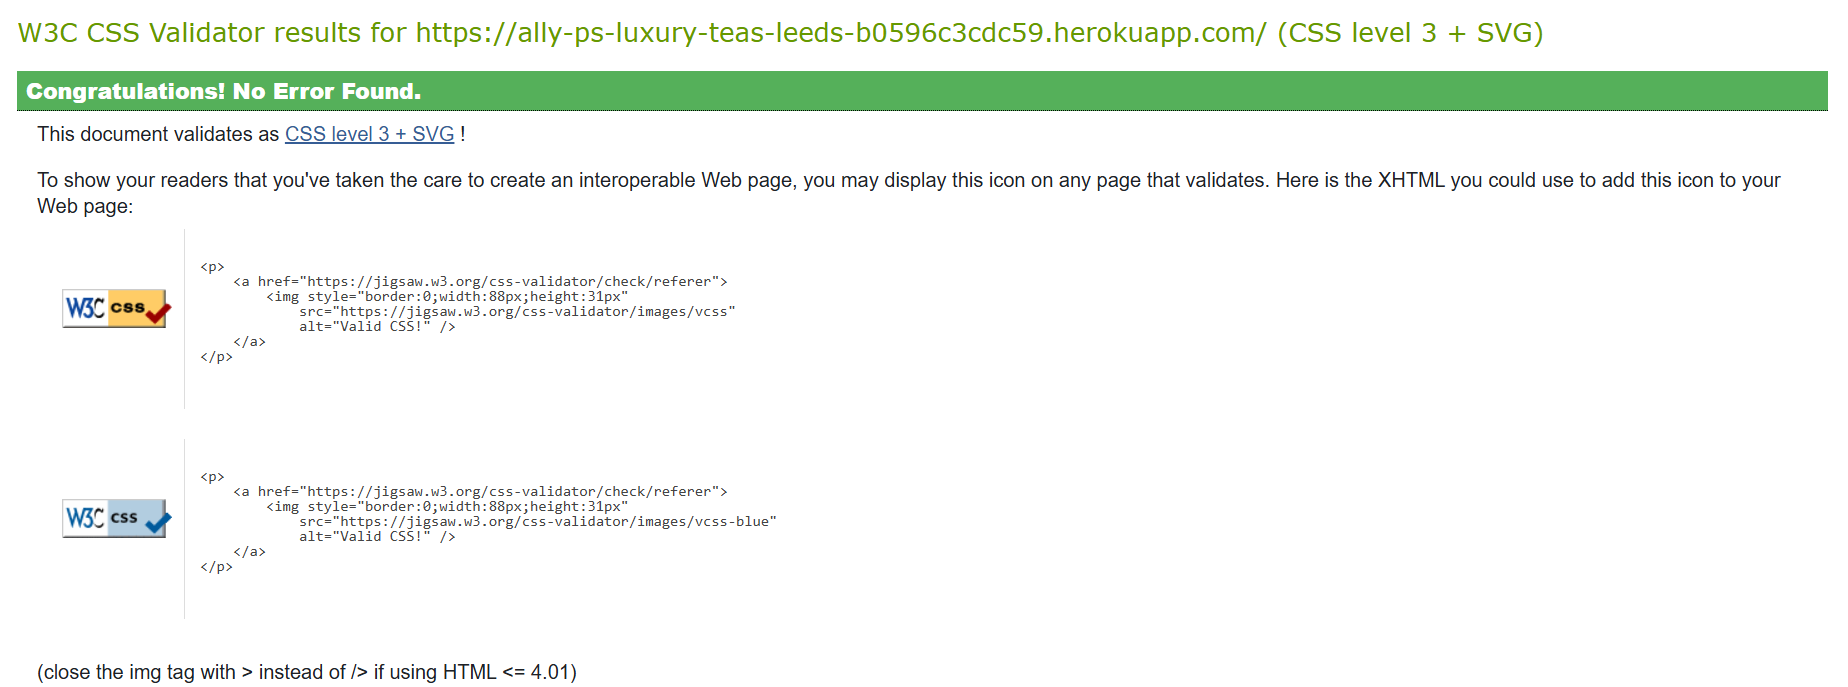 W3C CSS Validator results for https://ally-ps-luxury-teas-leeds-b0596c3cdc59.herokuapp.com/ (CSS level 3 + SVG)
Congratulations! No Error Found.
This document validates as CSS level 3 + SVG !
To show your readers that you've taken the care to create an interoperable Web page, you may display this icon on any page that validates. Here is the XHTML you could use to add this icon to your
Web page:
<p>
<a href="https://jigsaw.w3.org/css-validator/check/referer">
<img style="border:0;width:88px;height:31px"
W3C css
src="https://jigsaw.w3.org/css-validator/images/vcss"
alt="Valid CSS!" />
</a>
</p>
<p>
<a href="https://jigsaw.w3.org/css-validator/check/referer">
<img style="border:0;width:88px;height:31px"
W3C css
src="https://jigsaw.w3.org/css-validator/images/vcss-blue"
alt="Valid CSS!" />
</a>
</p>
(close the img tag with > instead of /> if using HTML <= 4.01)